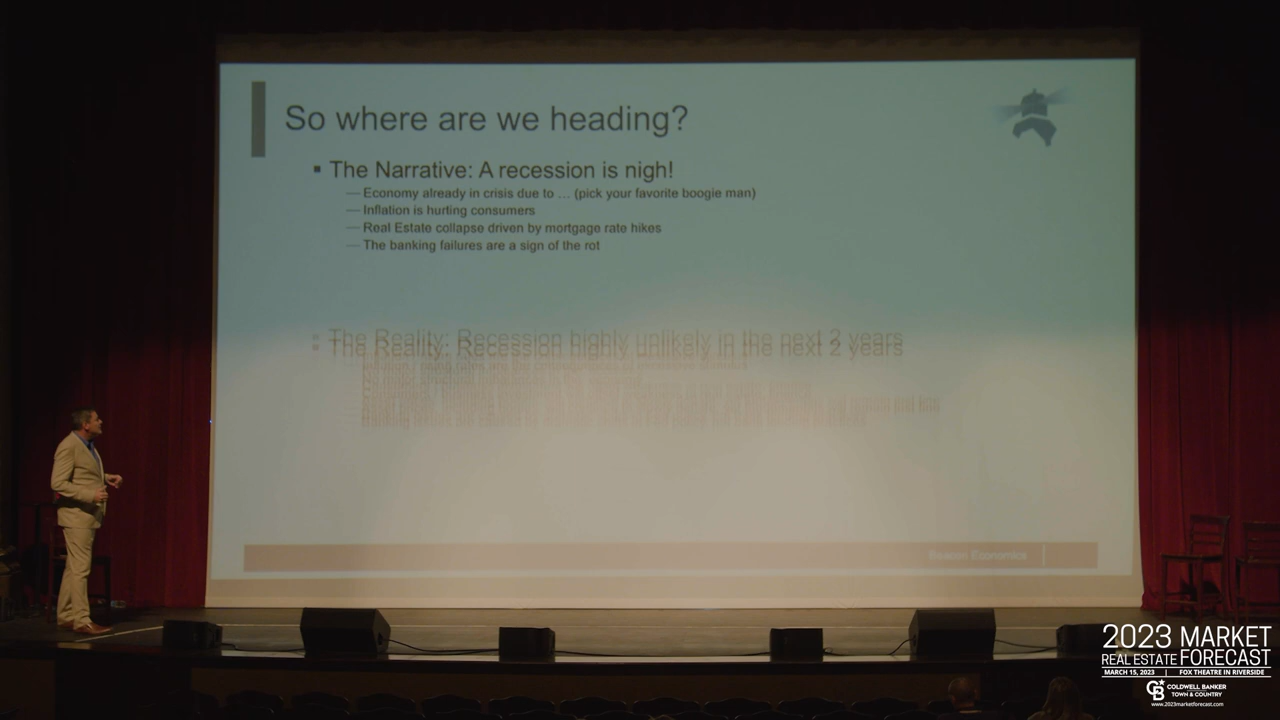 So where are we heading?
▪ The Narrative: A recession is nigh!
— Economy already in crisis due to … (pick your favorite boogie man)
— Inflation is hurting consumers
— Real Estate collapse driven by mortgage rate hikes
— The banking failures are a sign of the rot
▪ The Reality: Recession highly unlikely in the next 2 years
Beacon Economics
2023 MARKET
REAL ESTATE FORECAST
MARCH 15, 2023 | FOX THEATRE IN RIVERSIDE
CB COLDWELL BANKER
TOWN & COUNTRY
www.2023marketforecast.com